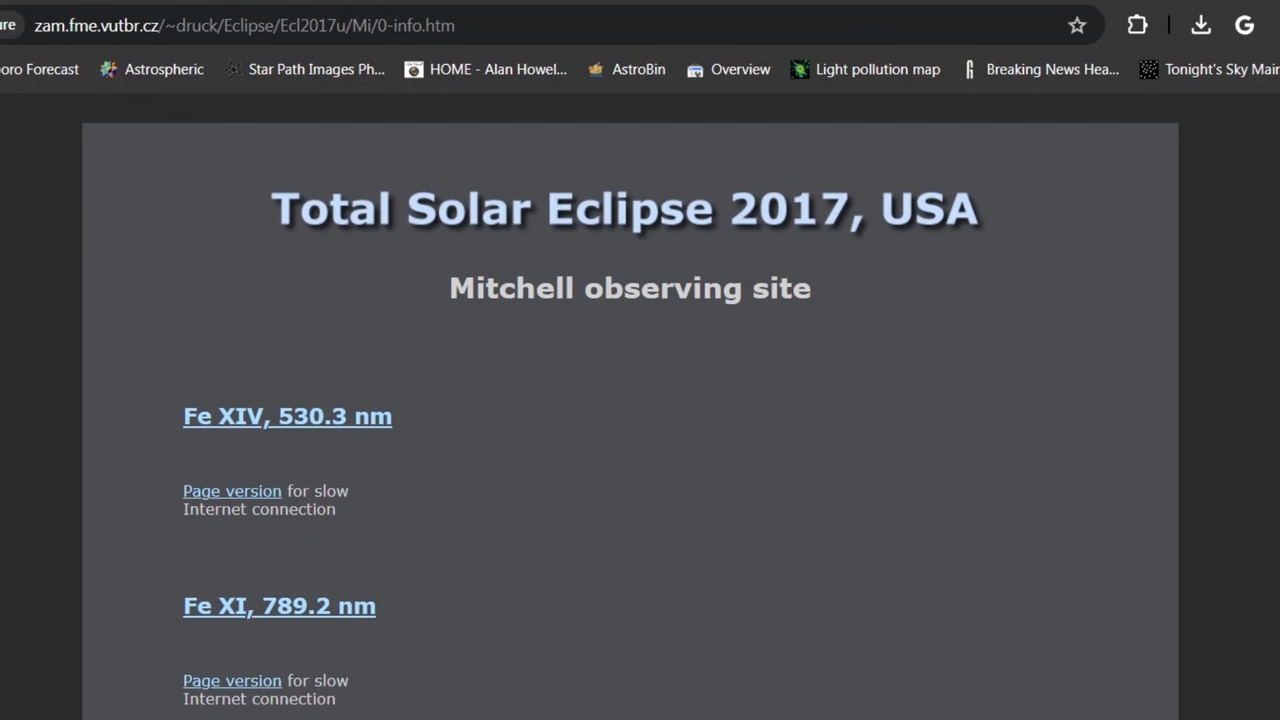 ure zam.fme.vutbr.cz/~druck/Eclipse/Ecl2017u/Mi/0-info.htm
oro Forecast Astrospheric Star Path Images Ph... HOME - Alan Howel... AstroBin Overview Light pollution map Breaking News Hea... Tonight's Sky Mair
Total Solar Eclipse 2017, USA
Mitchell observing site
Fe XIV, 530.3 nm
Page version for slow
Internet connection
Fe XI, 789.2 nm
Page version for slow
Internet connection